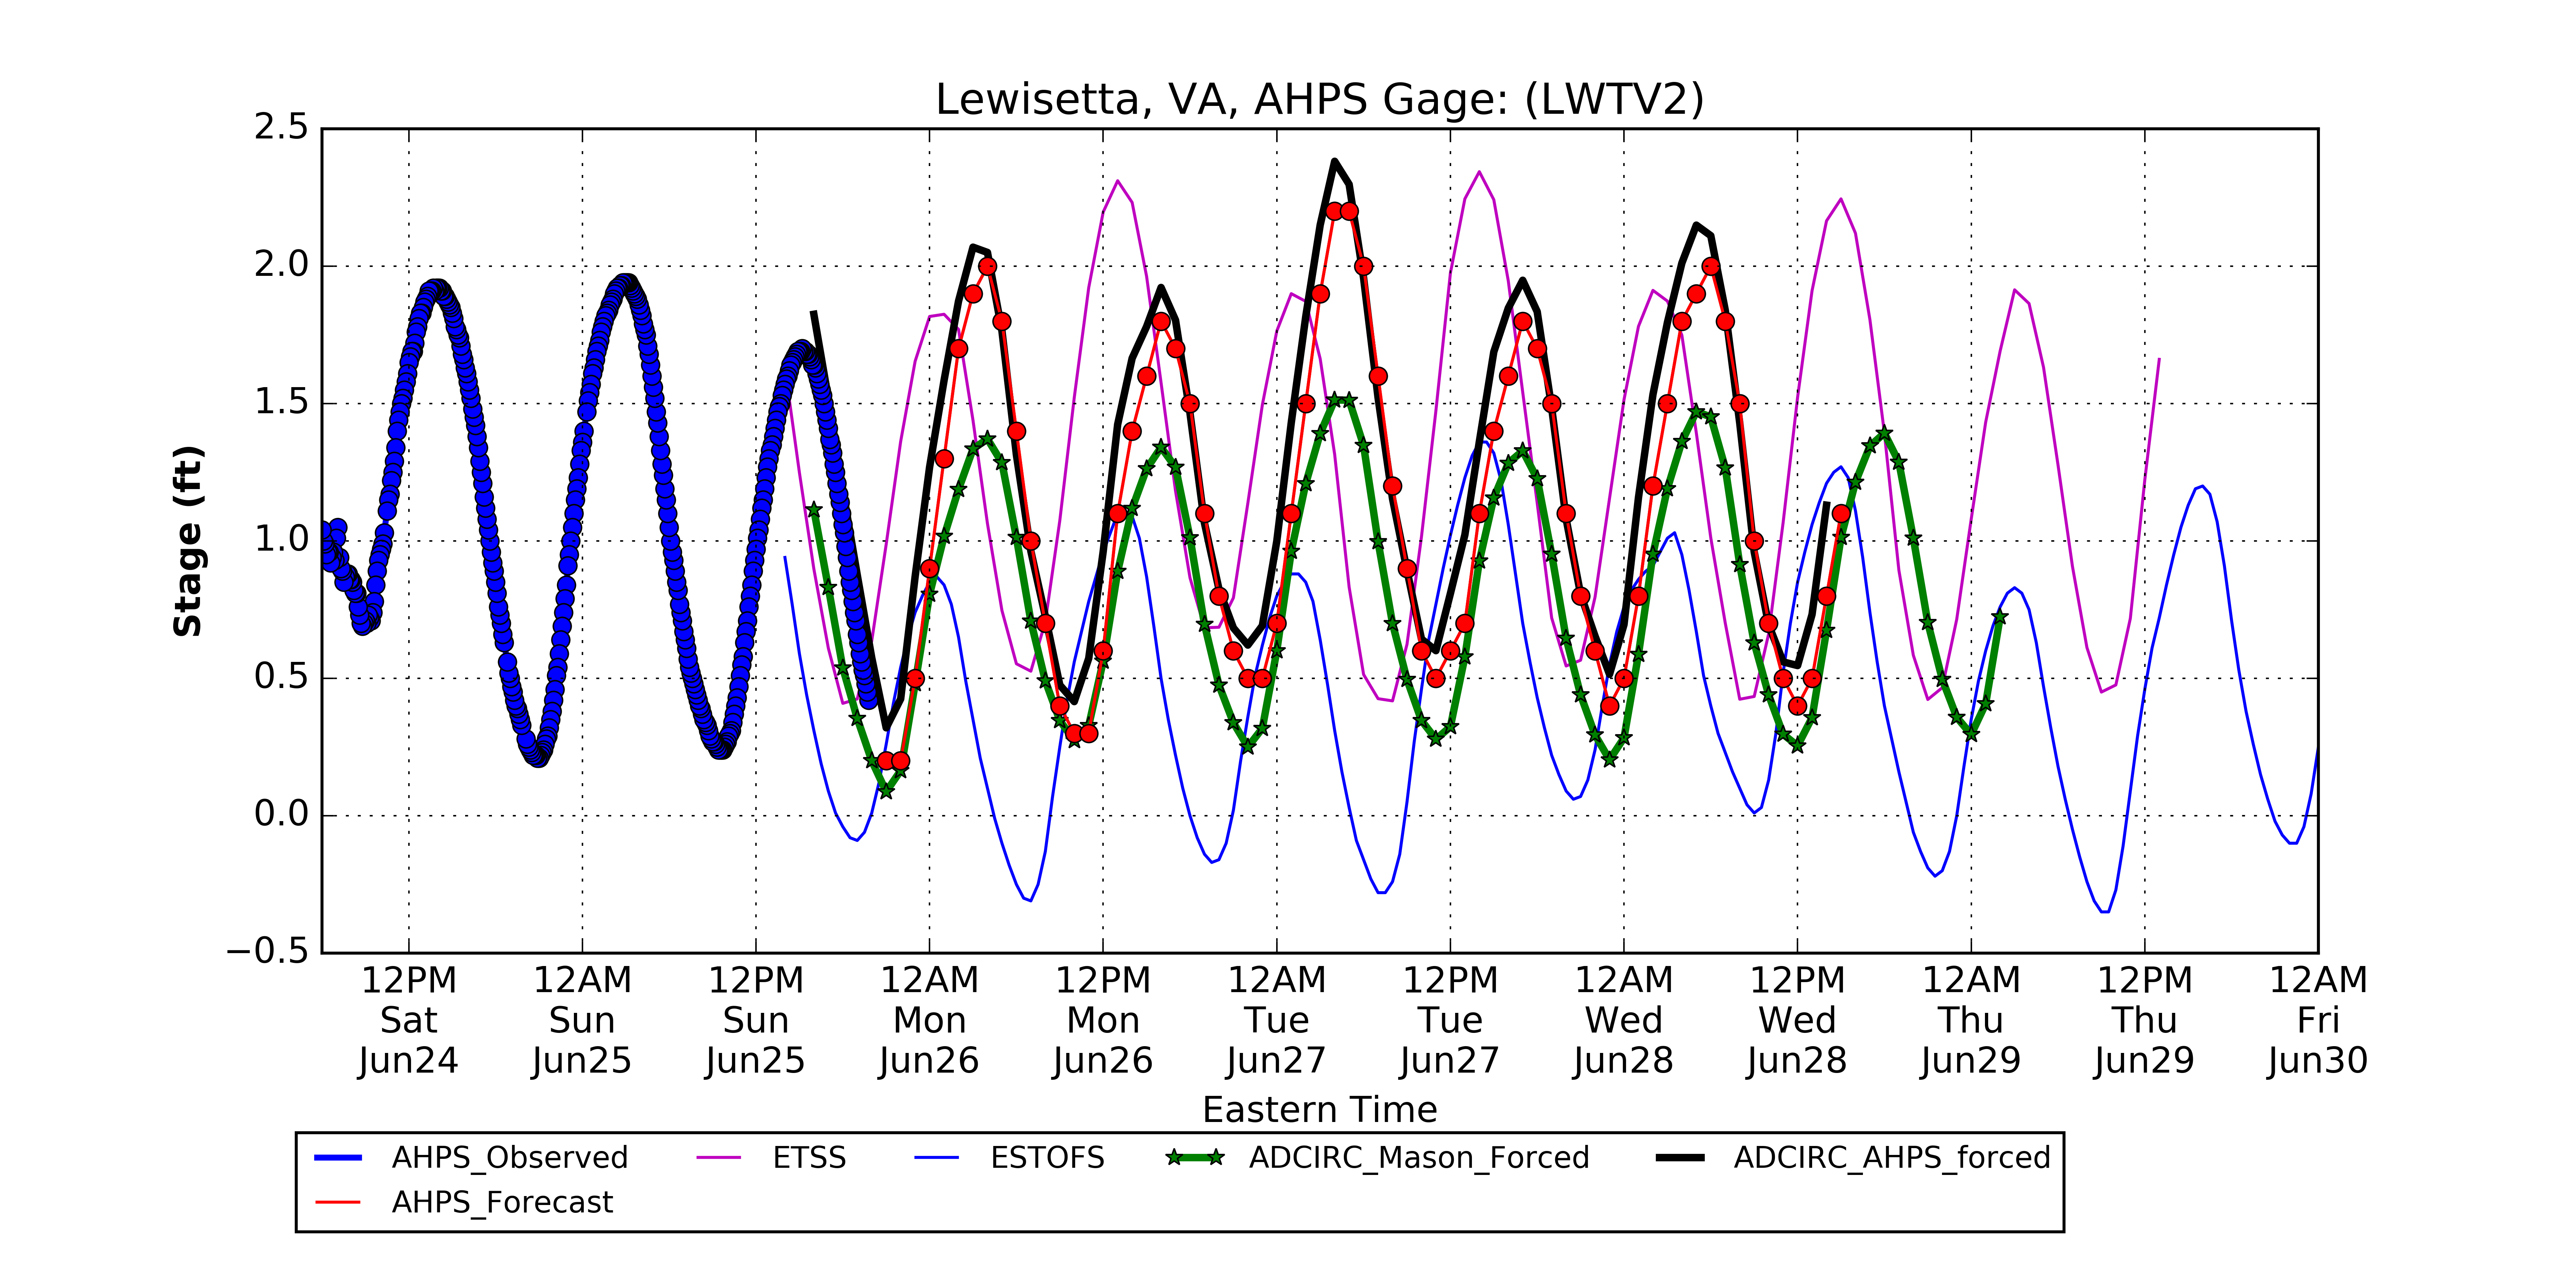 Lewisetta, VA, AHPS Gage: (LWTV2)
2.5
2.0
1.5
1.0
0.5
0.0
−0.5
Stage (ft)
12PM 12AM 12PM 12AM 12PM 12AM 12PM 12AM 12PM 12AM 12PM 12AM
Sat Sun Sun Mon Mon Tue Tue Wed Wed Thu Thu Fri
Jun24 Jun25 Jun25 Jun26 Jun26 Jun27 Jun27 Jun28 Jun28 Jun29 Jun29 Jun30
Eastern Time
AHPS_Observed ETSS ESTOFS ADCIRC_Mason_Forced ADCIRC_AHPS_forced
AHPS_Forecast